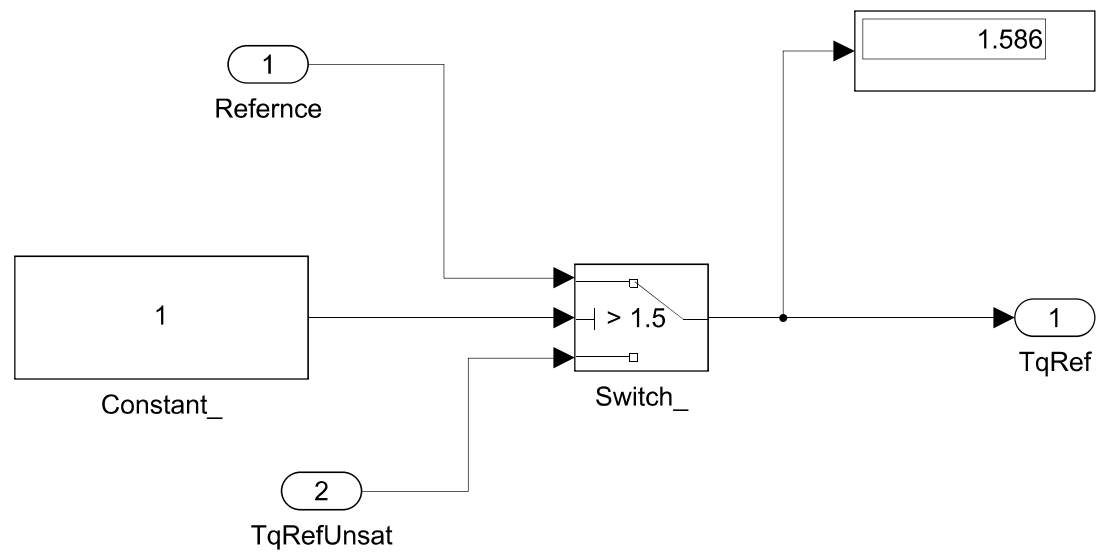 1.586
1
Refernce
1
> 1.5
1
TqRef
Constant_
Switch_
2
TqRefUnsat